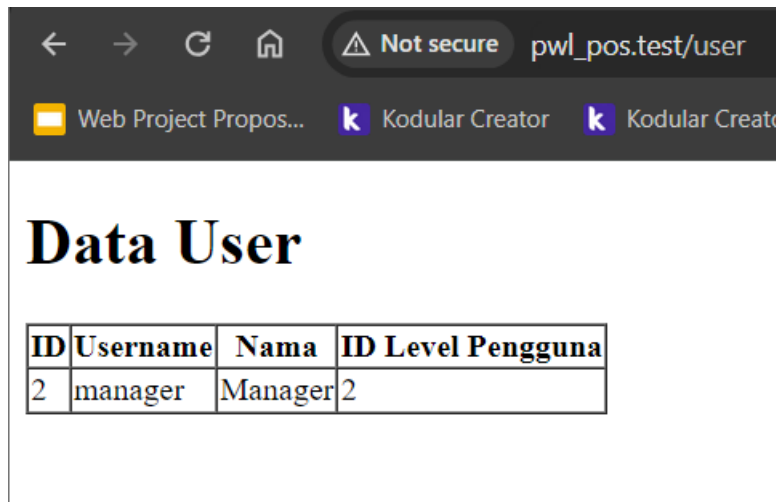 Not secure pwl_pos.test/user
Web Project Propos... Kodular Creator Kodular Creato
Data User
ID Username Nama ID Level Pengguna
2 manager Manager 2